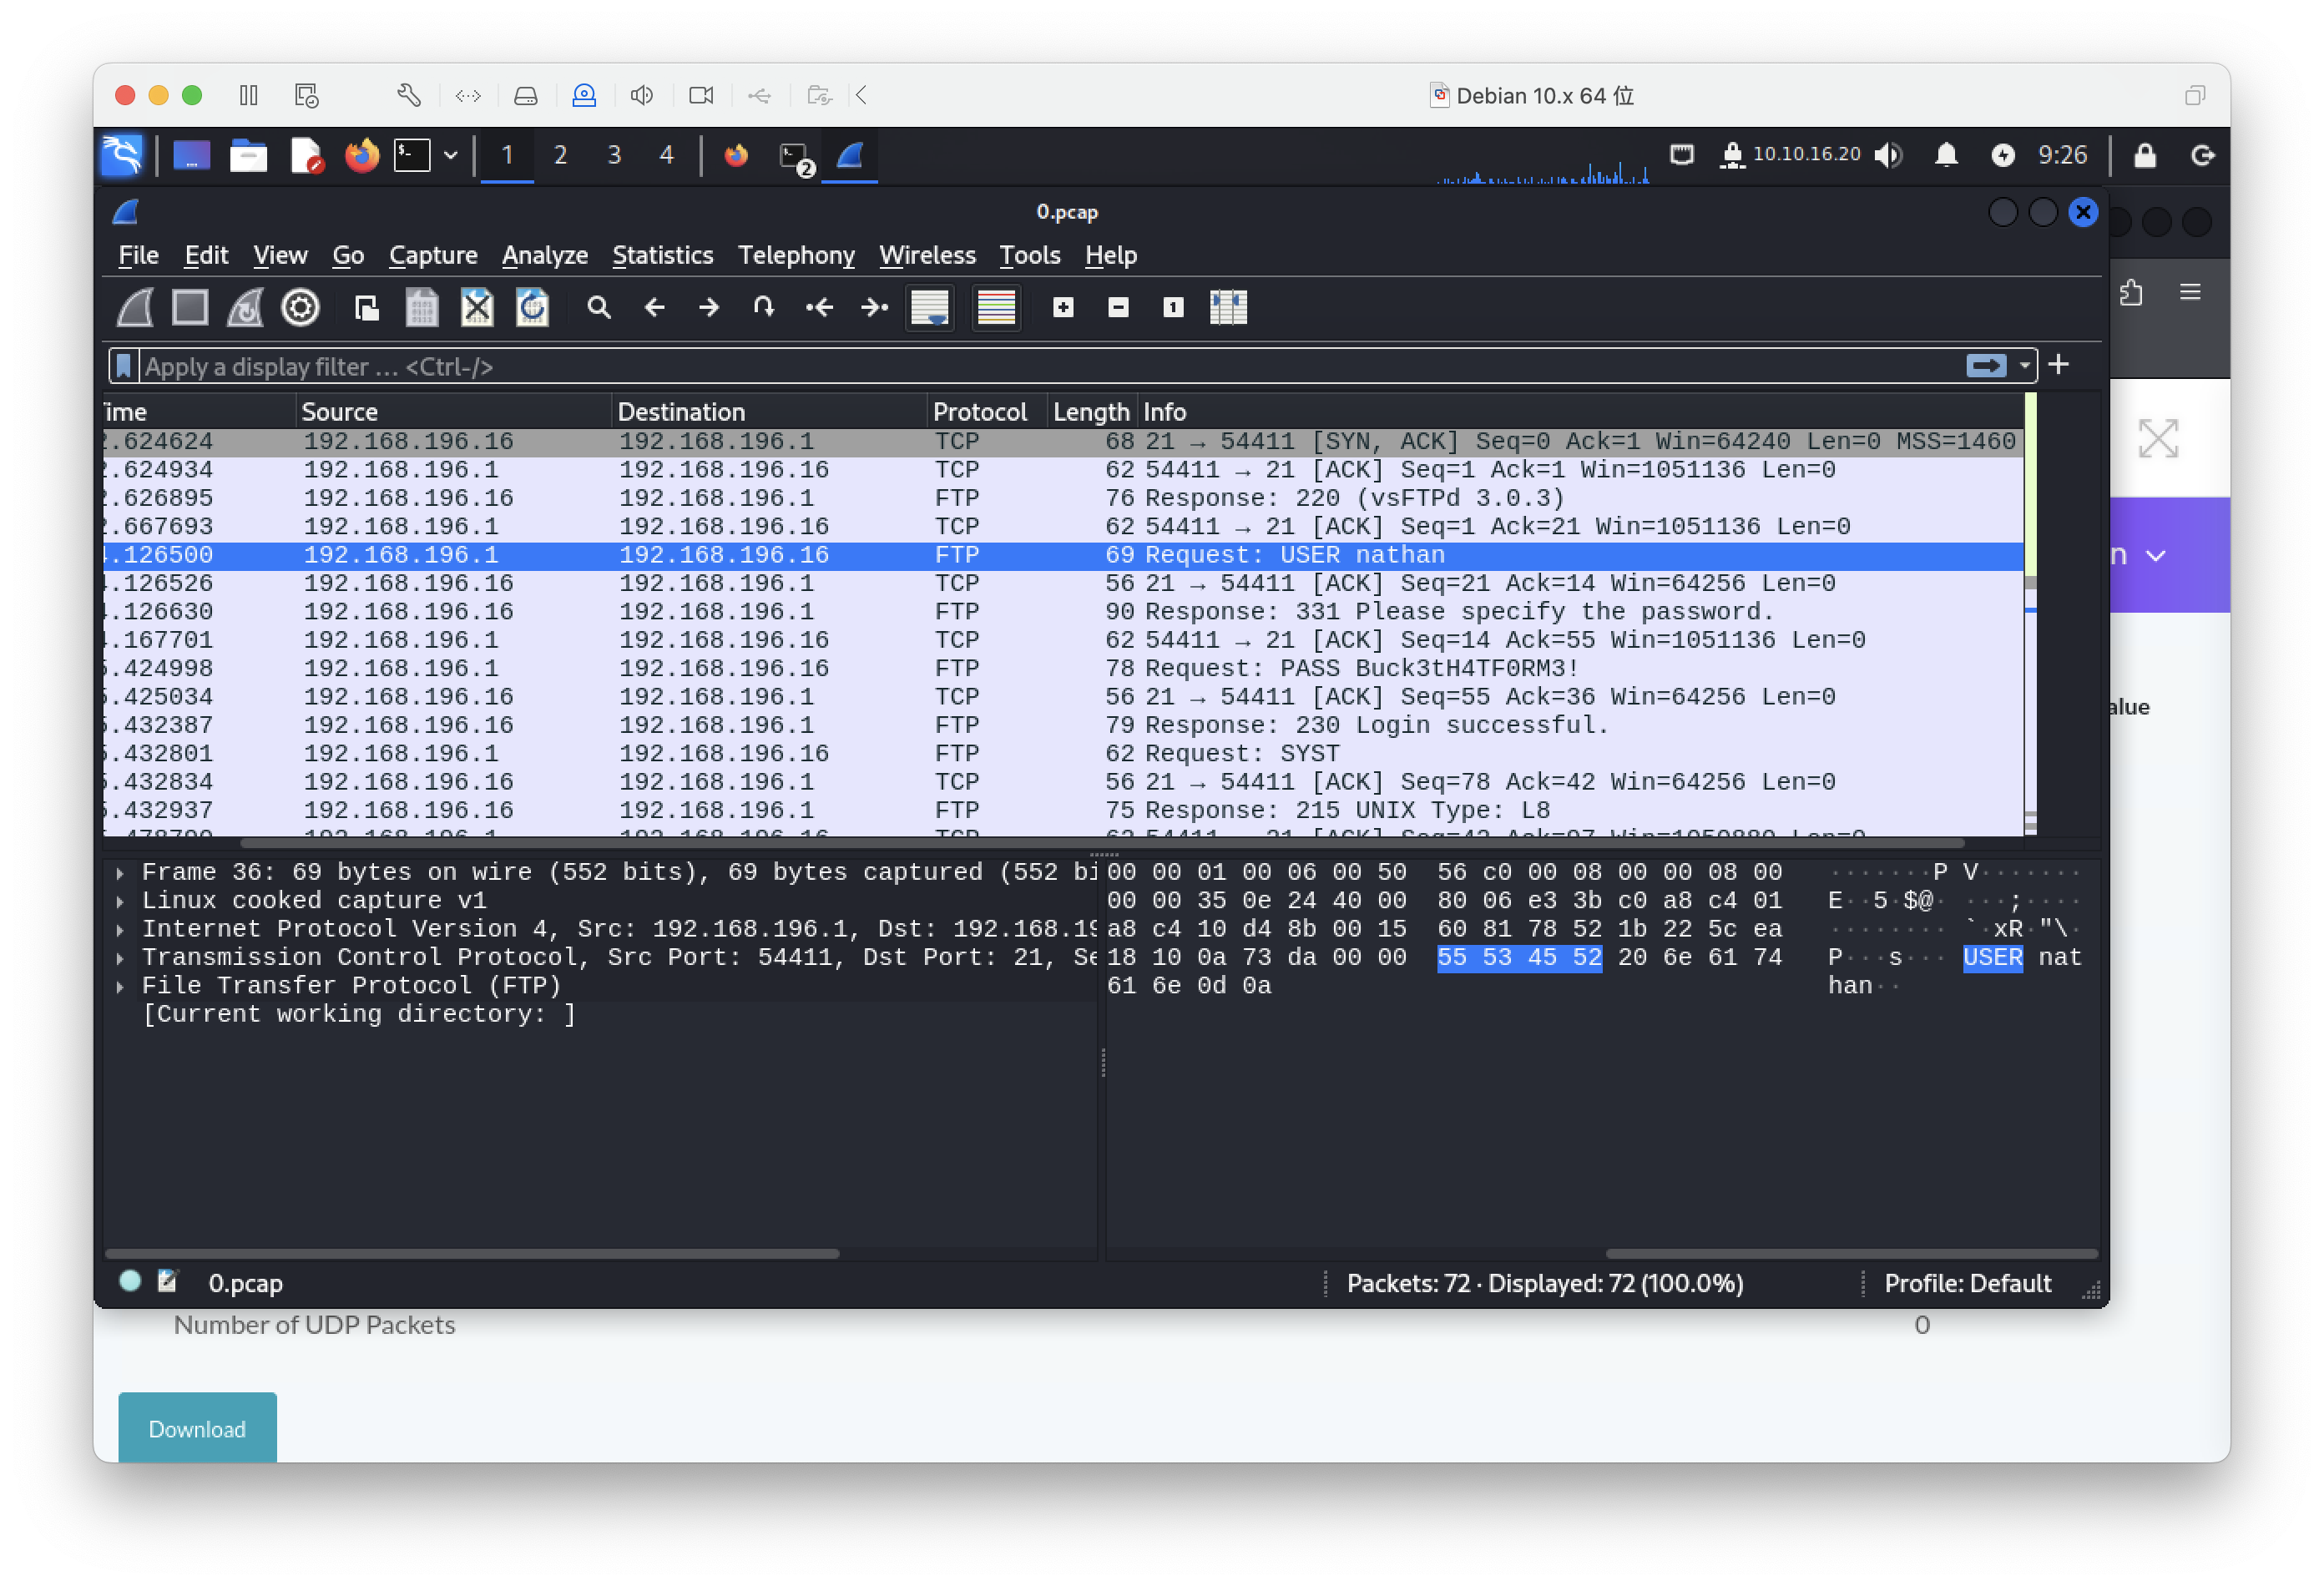 Debian 10.x 64 位
1 2 3 4 2 10.10.16.20 9:26
0.pcap
File Edit View Go Capture Analyze Statistics Telephony Wireless Tools Help
Apply a display filter … <Ctrl-/>
Time Source Destination Protocol Length Info
2.624624 192.168.196.16 192.168.196.1 TCP 68 21 → 54411 [SYN, ACK] Seq=0 Ack=1 Win=64240 Len=0 MSS=1460
2.624934 192.168.196.1 192.168.196.16 TCP 62 54411 → 21 [ACK] Seq=1 Ack=1 Win=1051136 Len=0
2.626895 192.168.196.16 192.168.196.1 FTP 76 Response: 220 (vsFTPd 3.0.3)
2.667693 192.168.196.1 192.168.196.16 TCP 62 54411 → 21 [ACK] Seq=1 Ack=21 Win=1051136 Len=0
4.126500 192.168.196.1 192.168.196.16 FTP 69 Request: USER nathan
4.126526 192.168.196.16 192.168.196.1 TCP 56 21 → 54411 [ACK] Seq=21 Ack=14 Win=64256 Len=0
4.126630 192.168.196.16 192.168.196.1 FTP 90 Response: 331 Please specify the password.
4.167701 192.168.196.1 192.168.196.16 TCP 62 54411 → 21 [ACK] Seq=14 Ack=55 Win=1051136 Len=0
5.424998 192.168.196.1 192.168.196.16 FTP 78 Request: PASS Buck3tH4TF0RM3!
5.425034 192.168.196.16 192.168.196.1 TCP 56 21 → 54411 [ACK] Seq=55 Ack=36 Win=64256 Len=0
5.432387 192.168.196.16 192.168.196.1 FTP 79 Response: 230 Login successful.
5.432801 192.168.196.1 192.168.196.16 FTP 62 Request: SYST
5.432834 192.168.196.16 192.168.196.1 TCP 56 21 → 54411 [ACK] Seq=78 Ack=42 Win=64256 Len=0
5.432937 192.168.196.16 192.168.196.1 FTP 75 Response: 215 UNIX Type: L8
n
alue
Frame 36: 69 bytes on wire (552 bits), 69 bytes captured (552 bi
Linux cooked capture v1
Internet Protocol Version 4, Src: 192.168.196.1, Dst: 192.168.19
Transmission Control Protocol, Src Port: 54411, Dst Port: 21, Se
File Transfer Protocol (FTP)
[Current working directory: ]
00 00 01 00 06 00 50 56 c0 00 08 00 00 08 00 ·······P V·······
00 00 35 0e 24 40 00 80 06 e3 3b c0 a8 c4 01 E··5·$@· ···;····
a8 c4 10 d4 8b 00 15 60 81 78 52 1b 22 5c ea ········ `·xR·"\·
18 10 0a 73 da 00 00 55 53 45 52 20 6e 61 74 P···s··· USER nat
61 6e 0d 0a han··
0.pcap Packets: 72 · Displayed: 72 (100.0%) Profile: Default
Number of UDP Packets 0
Download